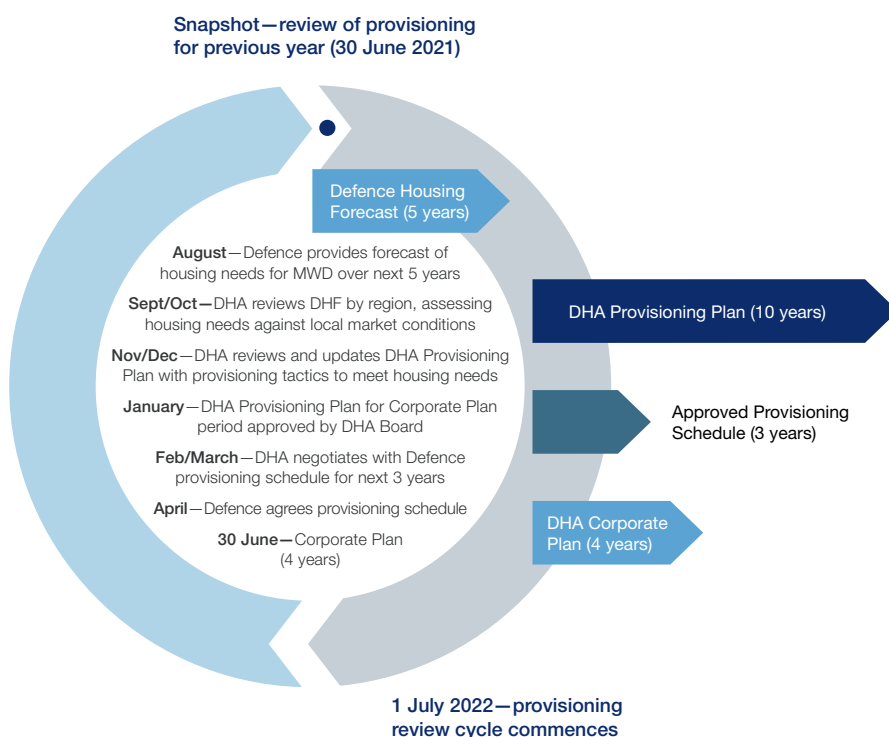 Snapshot—review of provisioning
for previous year (30 June 2021)
Defence Housing
Forecast (5 years)
August—Defence provides forecast of
housing needs for MWD over next 5 years
Sept/Oct—DHA reviews DHF by region, assessing
housing needs against local market conditions
Nov/Dec—DHA reviews and updates DHA Provisioning
Plan with provisioning tactics to meet housing needs
January—DHA Provisioning Plan for Corporate Plan
period approved by DHA Board
Feb/March—DHA negotiates with Defence
provisioning schedule for next 3 years
April—Defence agrees provisioning schedule
30 June—Corporate Plan
(4 years)
DHA Provisioning Plan (10 years)
Approved Provisioning
Schedule (3 years)
DHA Corporate
Plan (4 years)
1 July 2022—provisioning
review cycle commences